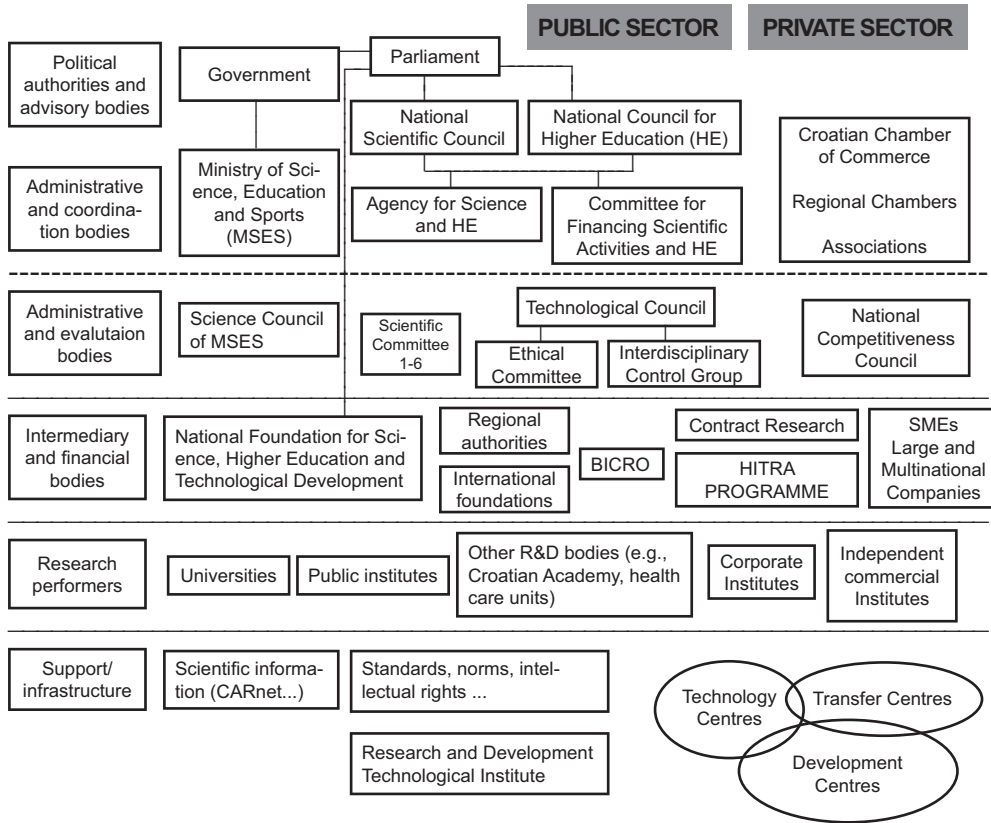 PUBLIC SECTOR
PRIVATE SECTOR
Political
authorities and
advisory bodies
Government
Parliament
National
Scientific Council
National Council for
Higher Education (HE)
Croatian Chamber
of Commerce
Regional Chambers
Associations
Administrative
and coordina-
tion bodies
Ministry of Sci-
ence, Education
and Sports
(MSES)
Agency for Science
and HE
Committee for
Financing Scientific
Activities and HE
Administrative
and evalutaion
bodies
Science Council
of MSES
Scientific
Committee
1-6
Technological Council
Ethical
Committee
Interdisciplinary
Control Group
National
Competitiveness
Council
Intermediary
and financial
bodies
National Foundation for Sci-
ence, Higher Education and
Technological Development
Regional
authorities
International
foundations
BICRO
Contract Research
HITRA
PROGRAMME
SMEs
Large and
Multinational
Companies
Research
performers
Universities
Public institutes
Other R&D bodies (e.g.,
Croatian Academy, health
care units)
Corporate
Institutes
Independent
commercial
Institutes
Support/
infrastructure
Scientific informa-
tion (CARnet...)
Standards, norms, intel-
lectual rights ...
Research and Development
Technological Institute
Technology
Centres
Transfer Centres
Development
Centres